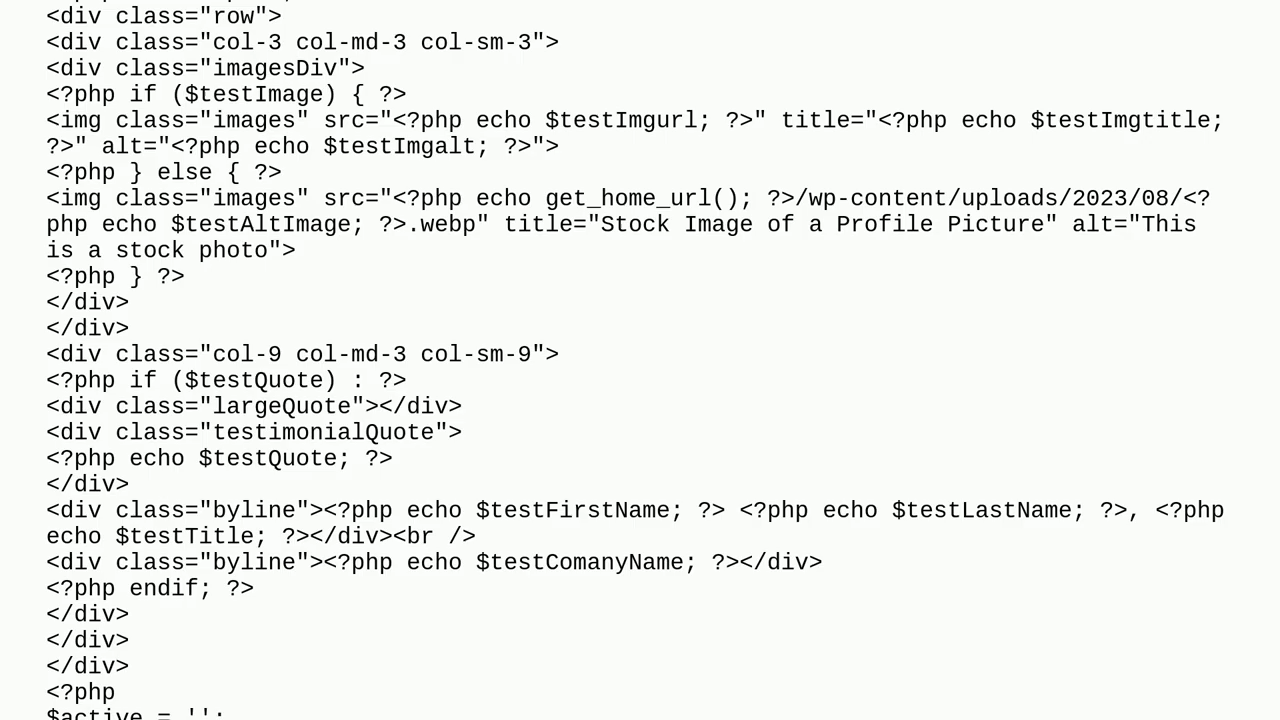 <div class="row">
<div class="col-3 col-md-3 col-sm-3">
<div class="imagesDiv">
<?php if ($testImage) { ?>
<img class="images" src="<?php echo $testImgurl; ?>" title="<?php echo $testImgtitle;
?>" alt="<?php echo $testImgalt; ?>">
<?php } else { ?>
<img class="images" src="<?php echo get_home_url(); ?>/wp-content/uploads/2023/08/<?
php echo $testAltImage; ?>.webp" title="Stock Image of a Profile Picture" alt="This
is a stock photo">
<?php } ?>
</div>
</div>
<div class="col-9 col-md-3 col-sm-9">
<?php if ($testQuote) : ?>
<div class="largeQuote"></div>
<div class="testimonialQuote">
<?php echo $testQuote; ?>
</div>
<div class="byline"><?php echo $testFirstName; ?> <?php echo $testLastName; ?>, <?php
echo $testTitle; ?></div><br />
<div class="byline"><?php echo $testComanyName; ?></div>
<?php endif; ?>
</div>
</div>
</div>
<?php
$active = '';